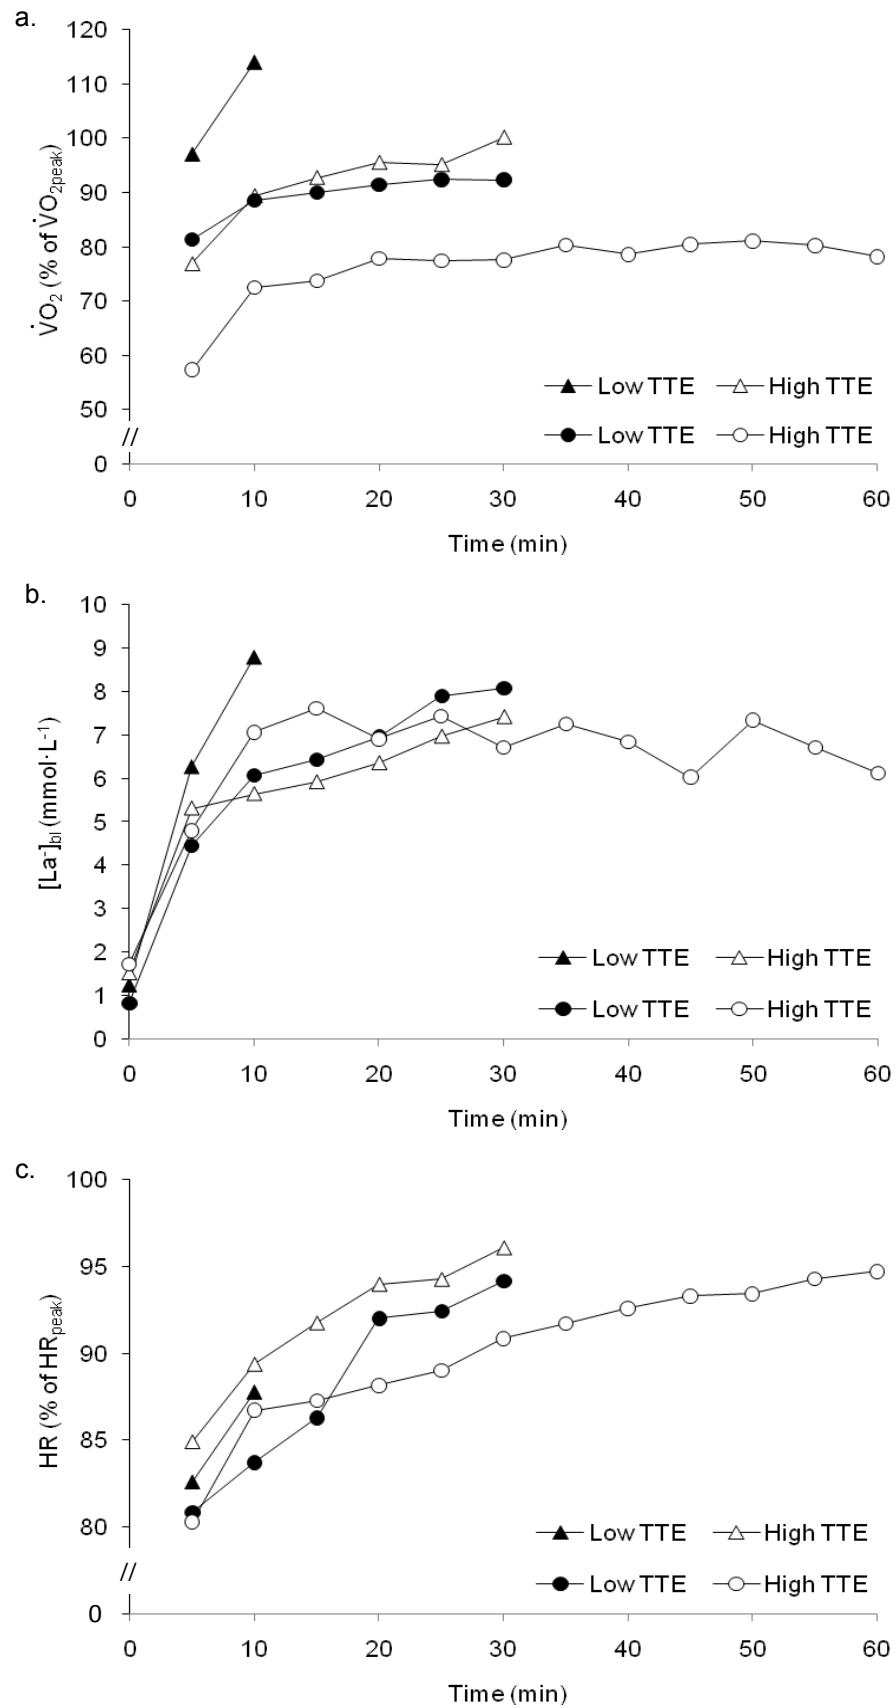 a.
120
110
100
90
80
70
60
50
//
0
V̇O₂ (% of V̇O₂peak)
Low TTE High TTE
Low TTE High TTE
0 10 20 30 40 50 60
Time (min)
b.
10
9
8
7
6
5
4
3
2
1
0
[La⁻]bl (mmol·L⁻¹)
Low TTE High TTE
Low TTE High TTE
0 10 20 30 40 50 60
Time (min)
c.
100
95
90
85
80
//
0
HR (% of HRpeak)
Low TTE High TTE
Low TTE High TTE
0 10 20 30 40 50 60
Time (min)